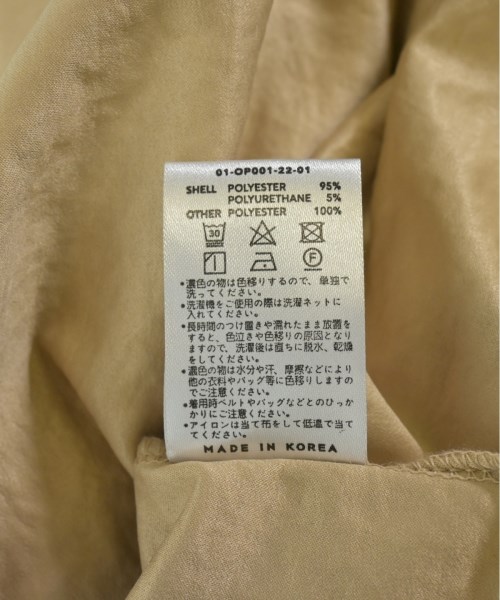 01-OP001-22-01
SHELL POLYESTER 95%
POLYURETHANE 5%
OTHER POLYESTER 100%
30
F
•濃色の物は色移りするので、単独で
洗ってください。
•洗濯機をご使用の際は洗濯ネットに
入れてください。
•長時間のつけ置きや濡れたまま放置を
すると、色泣きや色移りの原因となり
ますので、洗濯後は直ちに脱水、乾燥
をしてください。
•濃色の物は水分や汗、摩擦などにより
他の衣料やバッグ等に色移りしますの
でご注意ください。
•着用時ベルトやバッグなどとのひっか
かりにご注意ください。
•アイロンは当て布をして低温で当て
てください。
MADE IN KOREA